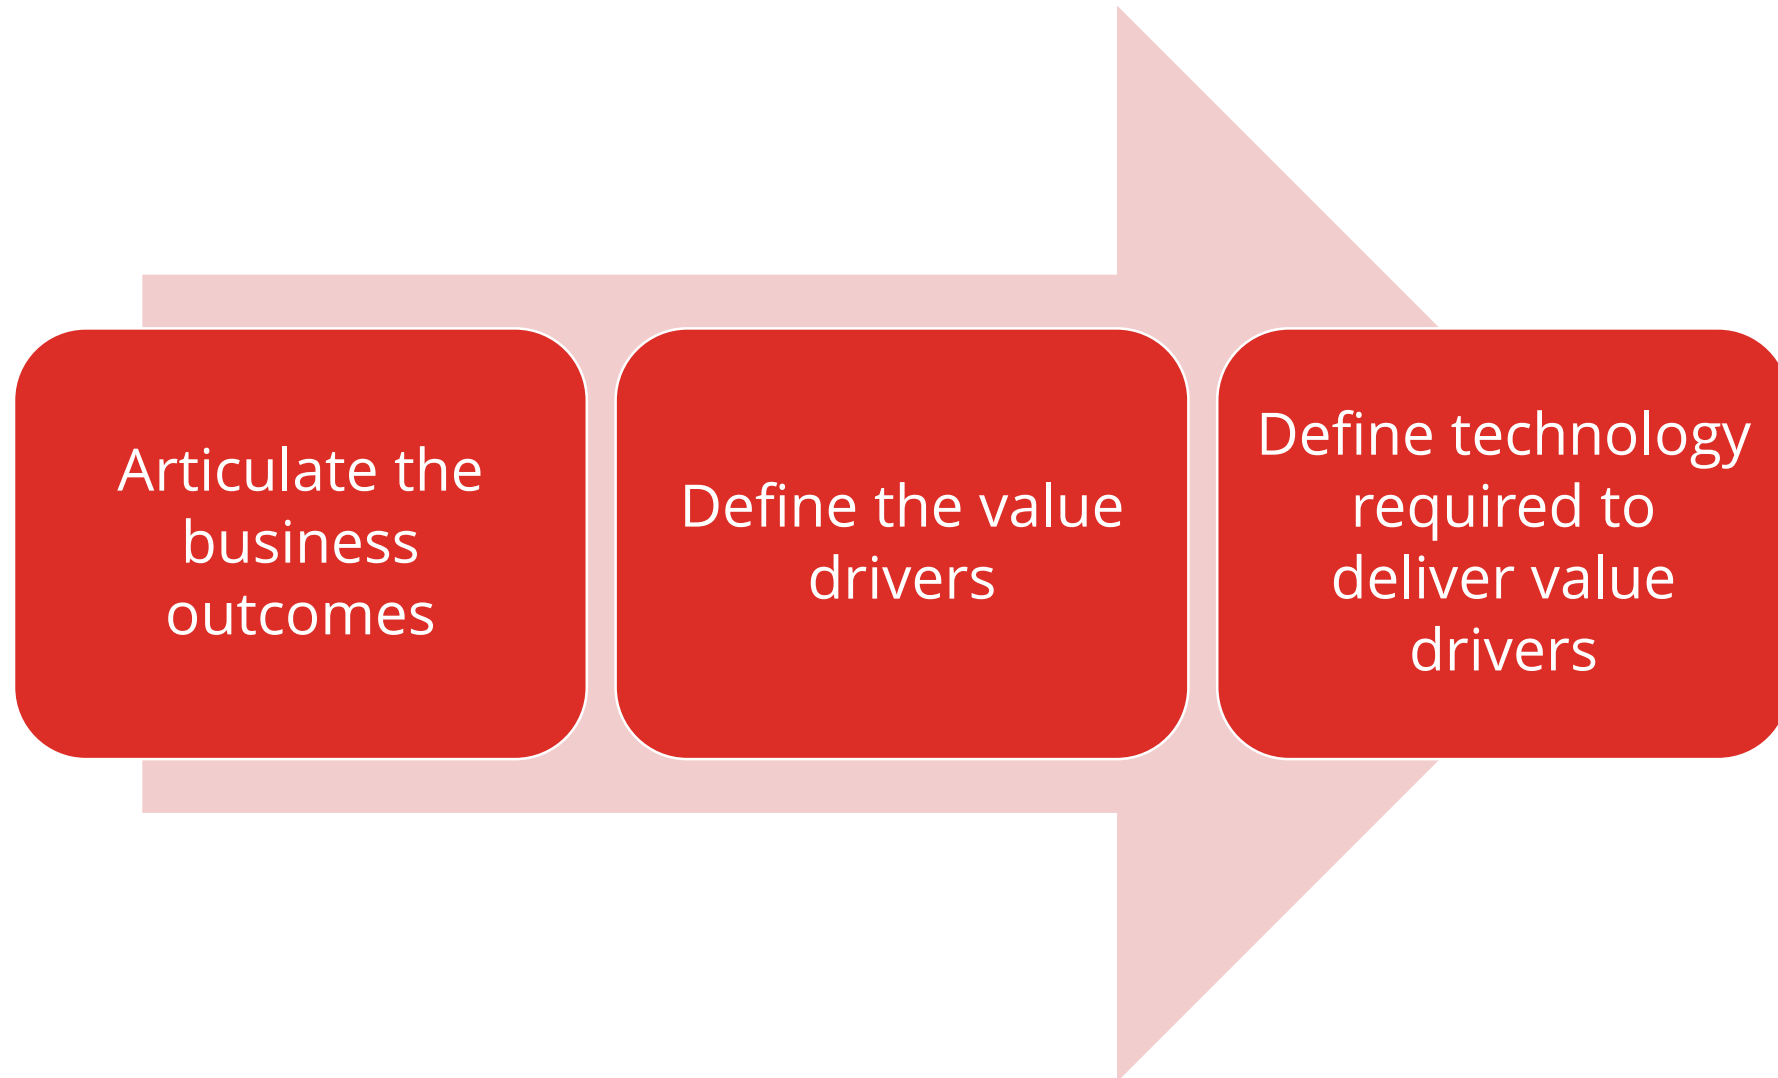 Articulate the
business
outcomes
Define the value
drivers
Define technology
required to
deliver value
drivers